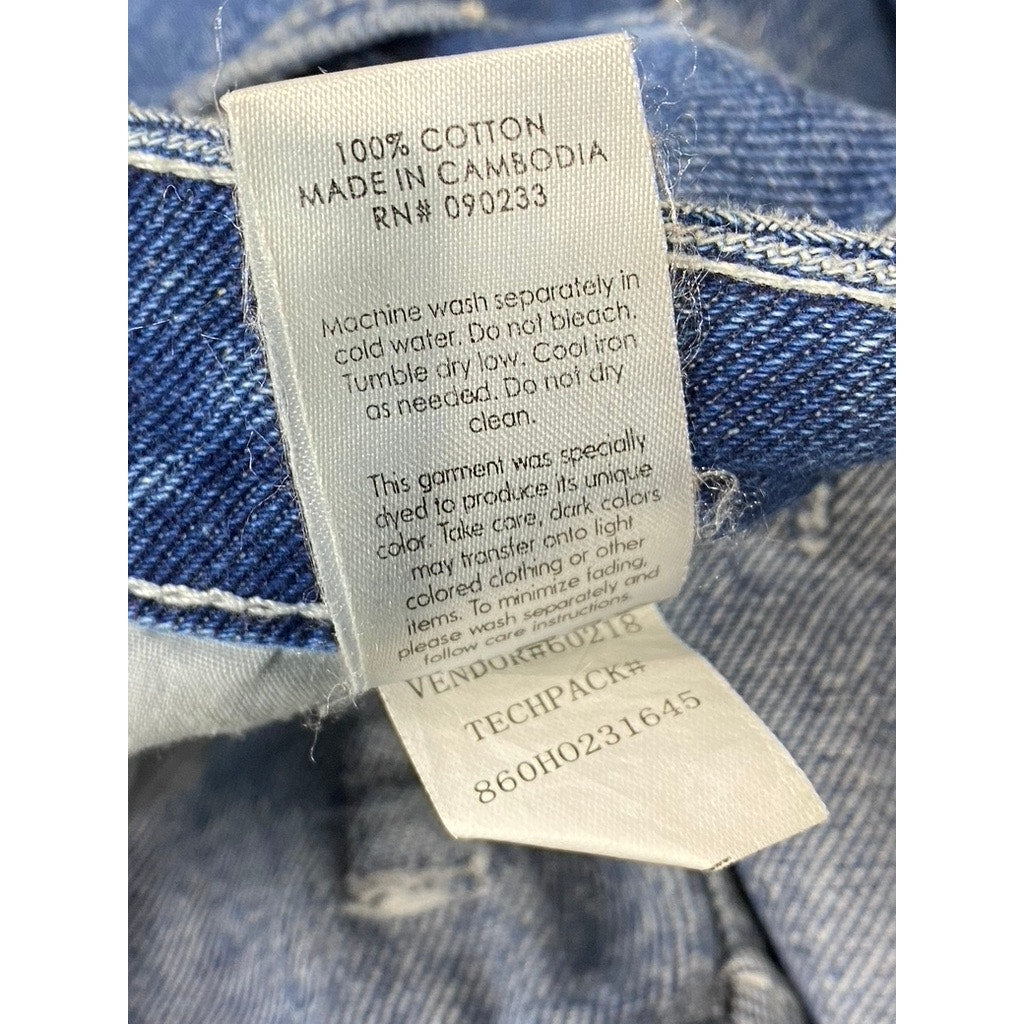 100% COTTON
MADE IN CAMBODIA
RN# 090233
Machine wash separately in
cold water. Do not bleach.
Tumble dry low. Cool iron
as needed. Do not dry
clean.
This garment was specially
dyed to produce its unique
color. Take care, dark colors
may transfer onto light
colored clothing or other
items. To minimize fading,
please wash separately and
follow care instructions.
VENDOR#60218
TECHPACK#
860HO231645